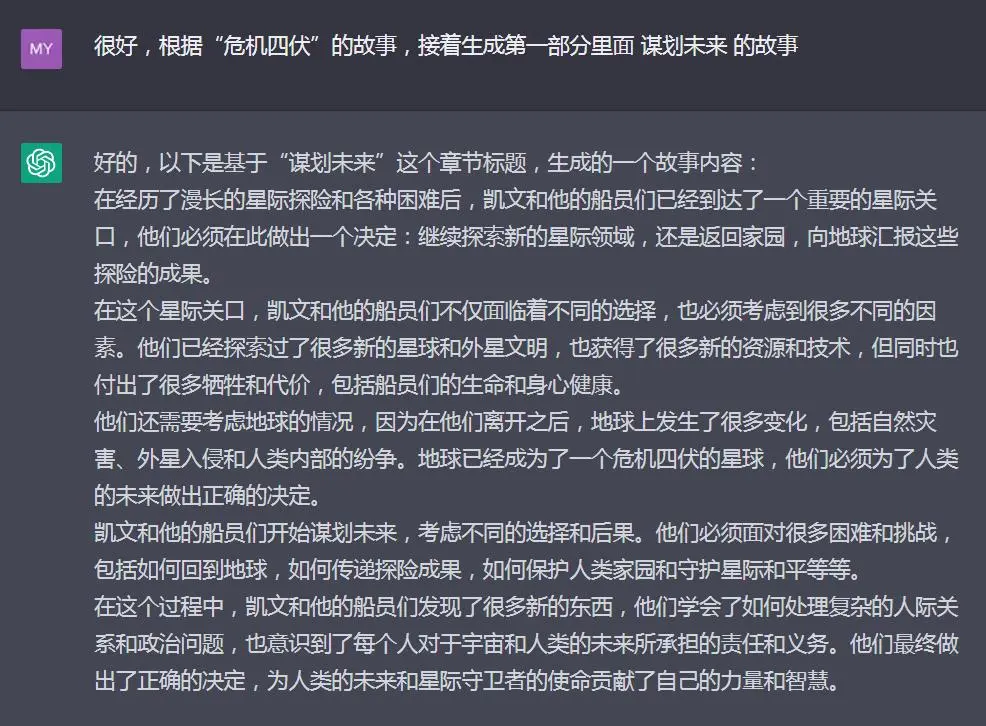 MY
很好，根据“危机四伏”的故事，接着生成第一部分里面 谋划未来 的故事
好的，以下是基于“谋划未来”这个章节标题，生成的一个故事内容：
在经历了漫长的星际探险和各种困难后，凯文和他的船员们已经到达了一个重要的星际关
口，他们必须在此做出一个决定：继续探索新的星际领域，还是返回家园，向地球汇报这些
探险的成果。
在这个星际关口，凯文和他的船员们不仅面临着不同的选择，也必须考虑到很多不同的因
素。他们已经探索过了很多新的星球和外星文明，也获得了很多新的资源和技术，但同时也
付出了很多牺牲和代价，包括船员们的生命和身心健康。
他们还需要考虑地球的情况，因为在他们离开之后，地球上发生了很多变化，包括自然灾
害、外星入侵和人类内部的纷争。地球已经成为了一个危机四伏的星球，他们必须为了人类
的未来做出正确的决定。
凯文和他的船员们开始谋划未来，考虑不同的选择和后果。他们必须面对很多困难和挑战，
包括如何回到地球，如何传递探险成果，如何保护人类家园和守护星际和平等等。
在这个过程中，凯文和他的船员们发现了很多新的东西，他们学会了如何处理复杂的人际关
系和政治问题，也意识到了每个人对于宇宙和人类的未来所承担的责任和义务。他们最终做
出了正确的决定，为人类的未来和星际守卫者的使命贡献了自己的力量和智慧。